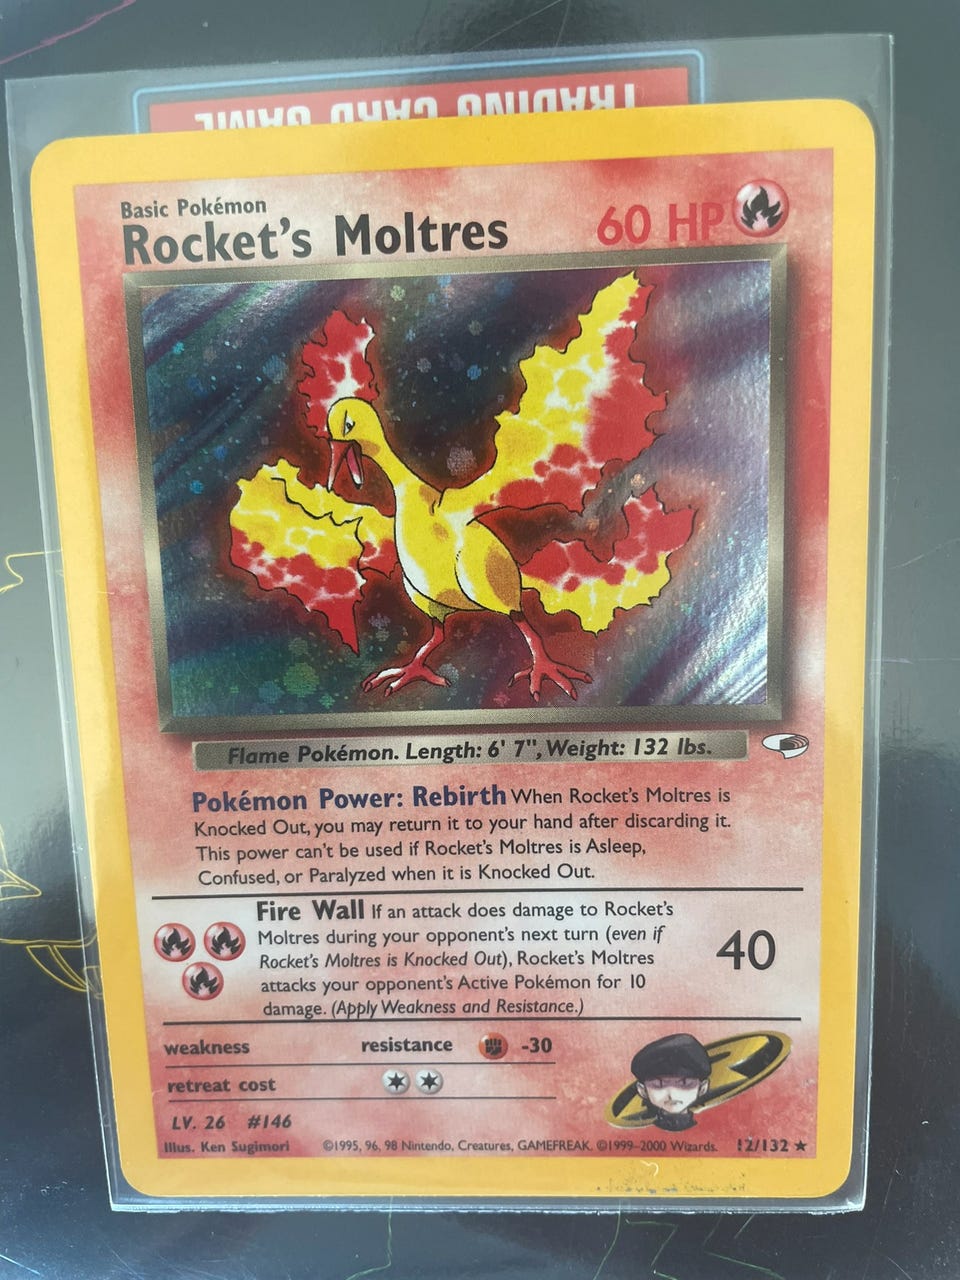 TRADING CARD GAME
Basic Pokémon
Rocket's Moltres
60 HP
Flame Pokémon. Length: 6' 7", Weight: 132 lbs.
Pokémon Power: Rebirth When Rocket's Moltres is
Knocked Out, you may return it to your hand after discarding it.
This power can't be used if Rocket's Moltres is Asleep,
Confused, or Paralyzed when it is Knocked Out.
Fire Wall If an attack does damage to Rocket's
Moltres during your opponent's next turn (even if
Rocket's Moltres is Knocked Out), Rocket's Moltres
attacks your opponent's Active Pokémon for 10
damage. (Apply Weakness and Resistance.)
40
weakness
resistance -30
retreat cost
LV. 26 #146
Illus. Ken Sugimori ©1995, 96, 98 Nintendo, Creatures, GAMEFREAK. ©1999–2000 Wizards. 12/132 ★